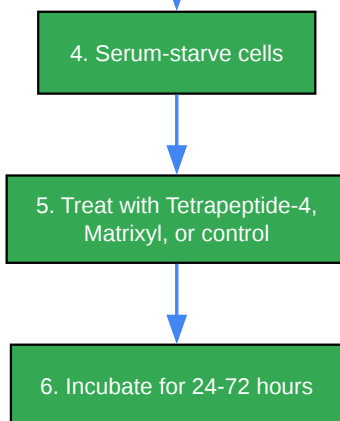 4. Serum-starve cells
5. Treat with Tetrapeptide-4,
Matrixyl, or control
6. Incubate for 24-72 hours